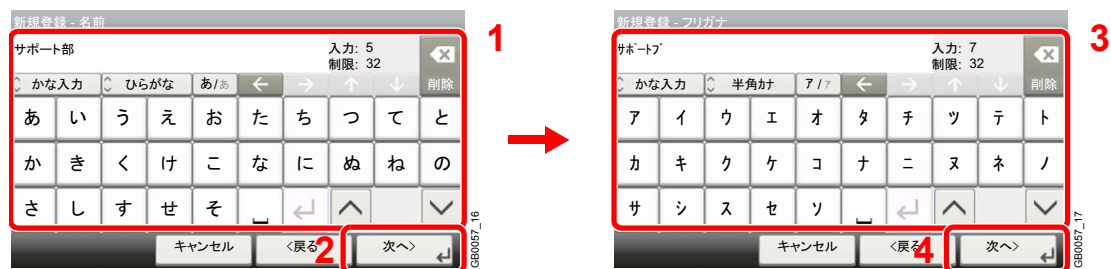 新規登録 - 名前
サポート部
入力: 5
制限: 32
かな入力 ひらがな あ/あ ← → ↑ ↓ 削除
あ い う え お た ち つ て と
か き く け こ な に ぬ ね の
さ し す せ そ
キャンセル <戻る 次へ>
1
2
GB0057_16
新規登録 - フリガナ
ｻﾎﾟｰﾄﾌﾞ
入力: 7
制限: 32
かな入力 半角ｶﾅ ｱ/ｱ ← → ↑ ↓ 削除
ｱ ｲ ｳ ｴ ｵ ﾀ ﾁ ﾂ ﾃ ﾄ
ｶ ｷ ｸ ｹ ｺ ﾅ ﾆ ﾇ ﾈ ﾉ
ｻ ｼ ｽ ｾ ｿ
キャンセル <戻る 次へ>
3
4
GB0057_17